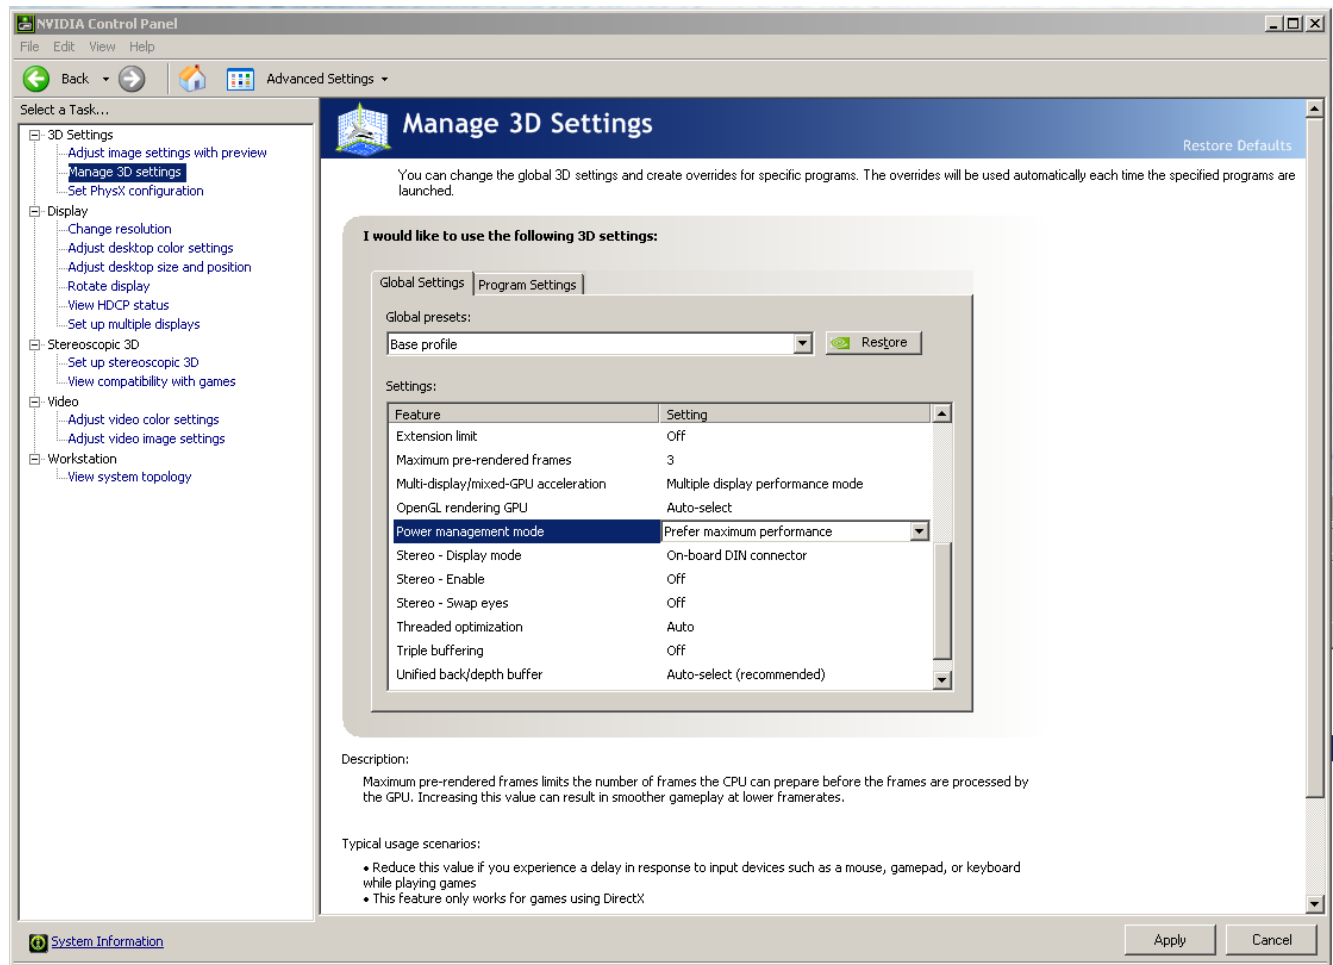 NVIDIA Control Panel
File Edit View Help
Back Advanced Settings
Select a Task...
3D Settings
Adjust image settings with preview
Manage 3D settings
Set PhysX configuration
Display
Change resolution
Adjust desktop color settings
Adjust desktop size and position
Rotate display
View HDCP status
Set up multiple displays
Stereoscopic 3D
Set up stereoscopic 3D
View compatibility with games
Video
Adjust video color settings
Adjust video image settings
Workstation
View system topology
System Information
Manage 3D Settings
Restore Defaults
You can change the global 3D settings and create overrides for specific programs. The overrides will be used automatically each time the specified programs are
launched.
I would like to use the following 3D settings:
Global Settings Program Settings
Global presets:
Base profile Restore
Settings:
Feature Setting
Extension limit Off
Maximum pre-rendered frames 3
Multi-display/mixed-GPU acceleration Multiple display performance mode
OpenGL rendering GPU Auto-select
Power management mode Prefer maximum performance
Stereo - Display mode On-board DIN connector
Stereo - Enable Off
Stereo - Swap eyes Off
Threaded optimization Auto
Triple buffering Off
Unified back/depth buffer Auto-select (recommended)
Description:
Maximum pre-rendered frames limits the number of frames the CPU can prepare before the frames are processed by
the GPU. Increasing this value can result in smoother gameplay at lower framerates.
Typical usage scenarios:
• Reduce this value if you experience a delay in response to input devices such as a mouse, gamepad, or keyboard
while playing games
• This feature only works for games using DirectX
Apply Cancel